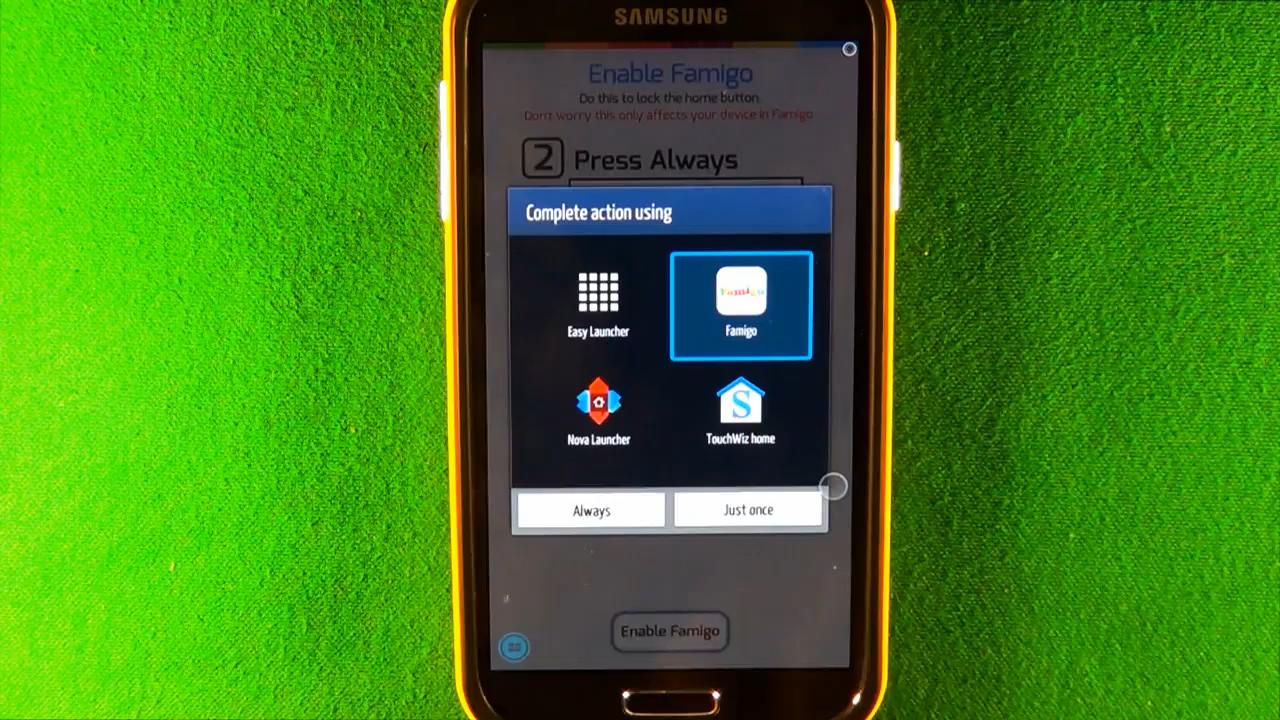 SAMSUNG
Enable Famigo
Do this to lock the home button.
Don't worry this only affects your device in Famigo
2 Press Always
Complete action using
Famigo
Easy Launcher
Famigo
Nova Launcher
S
TouchWiz home
Always
Just once
Enable Famigo